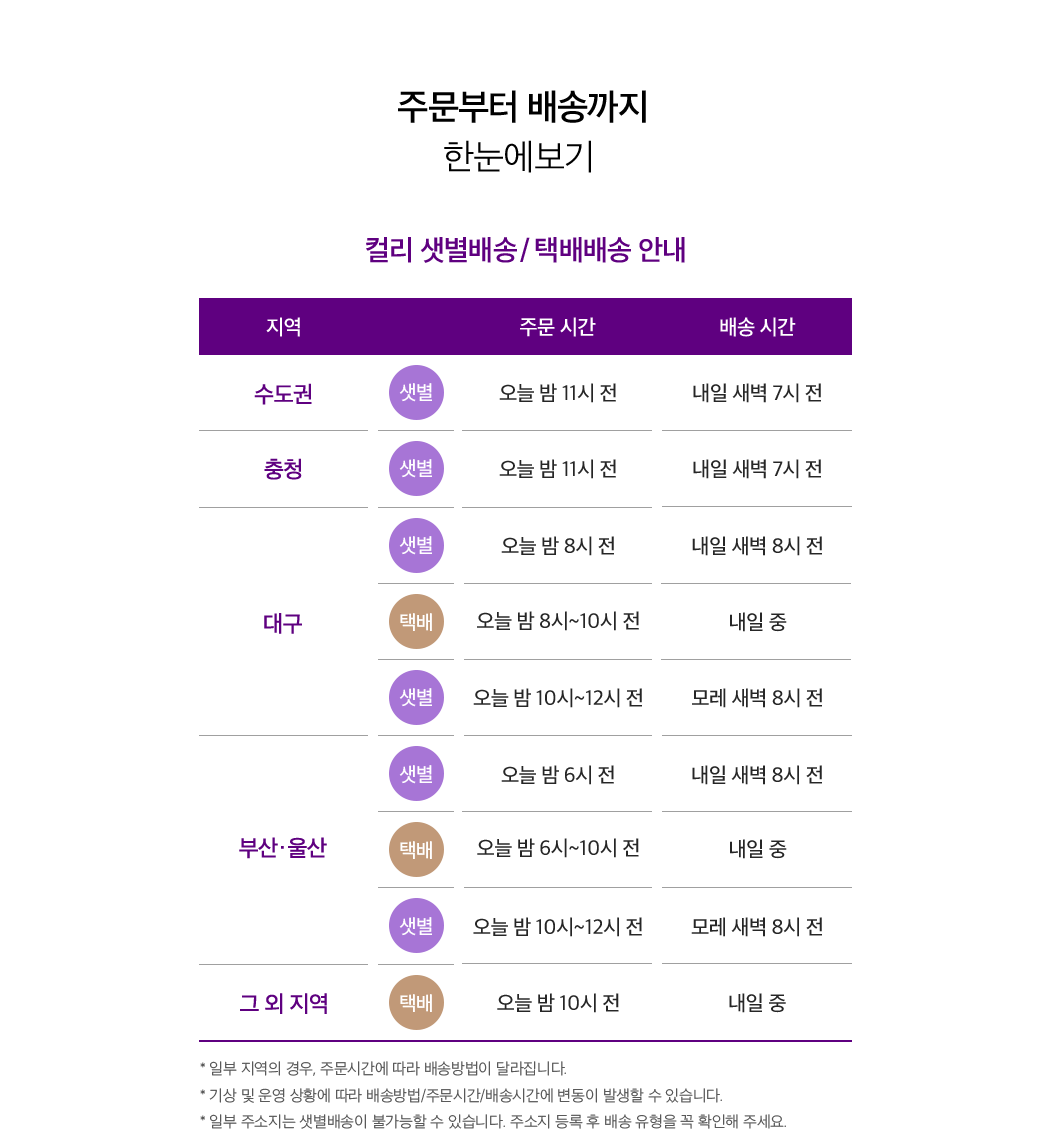 주문부터 배송까지
한눈에보기
컬리 샛별배송/택배배송 안내
지역 주문 시간 배송 시간
수도권 샛별 오늘 밤 11시 전 내일 새벽 7시 전
충청 샛별 오늘 밤 11시 전 내일 새벽 7시 전
샛별 오늘 밤 8시 전 내일 새벽 8시 전
대구 택배 오늘 밤 8시~10시 전 내일 중
샛별 오늘 밤 10시~12시 전 모레 새벽 8시 전
샛별 오늘 밤 6시 전 내일 새벽 8시 전
부산·울산 택배 오늘 밤 6시~10시 전 내일 중
샛별 오늘 밤 10시~12시 전 모레 새벽 8시 전
그 외 지역 택배 오늘 밤 10시 전 내일 중
* 일부 지역의 경우, 주문시간에 따라 배송방법이 달라집니다.
* 기상 및 운영 상황에 따라 배송방법/주문시간/배송시간에 변동이 발생할 수 있습니다.
* 일부 주소지는 샛별배송이 불가능할 수 있습니다. 주소지 등록 후 배송 유형을 꼭 확인해 주세요.